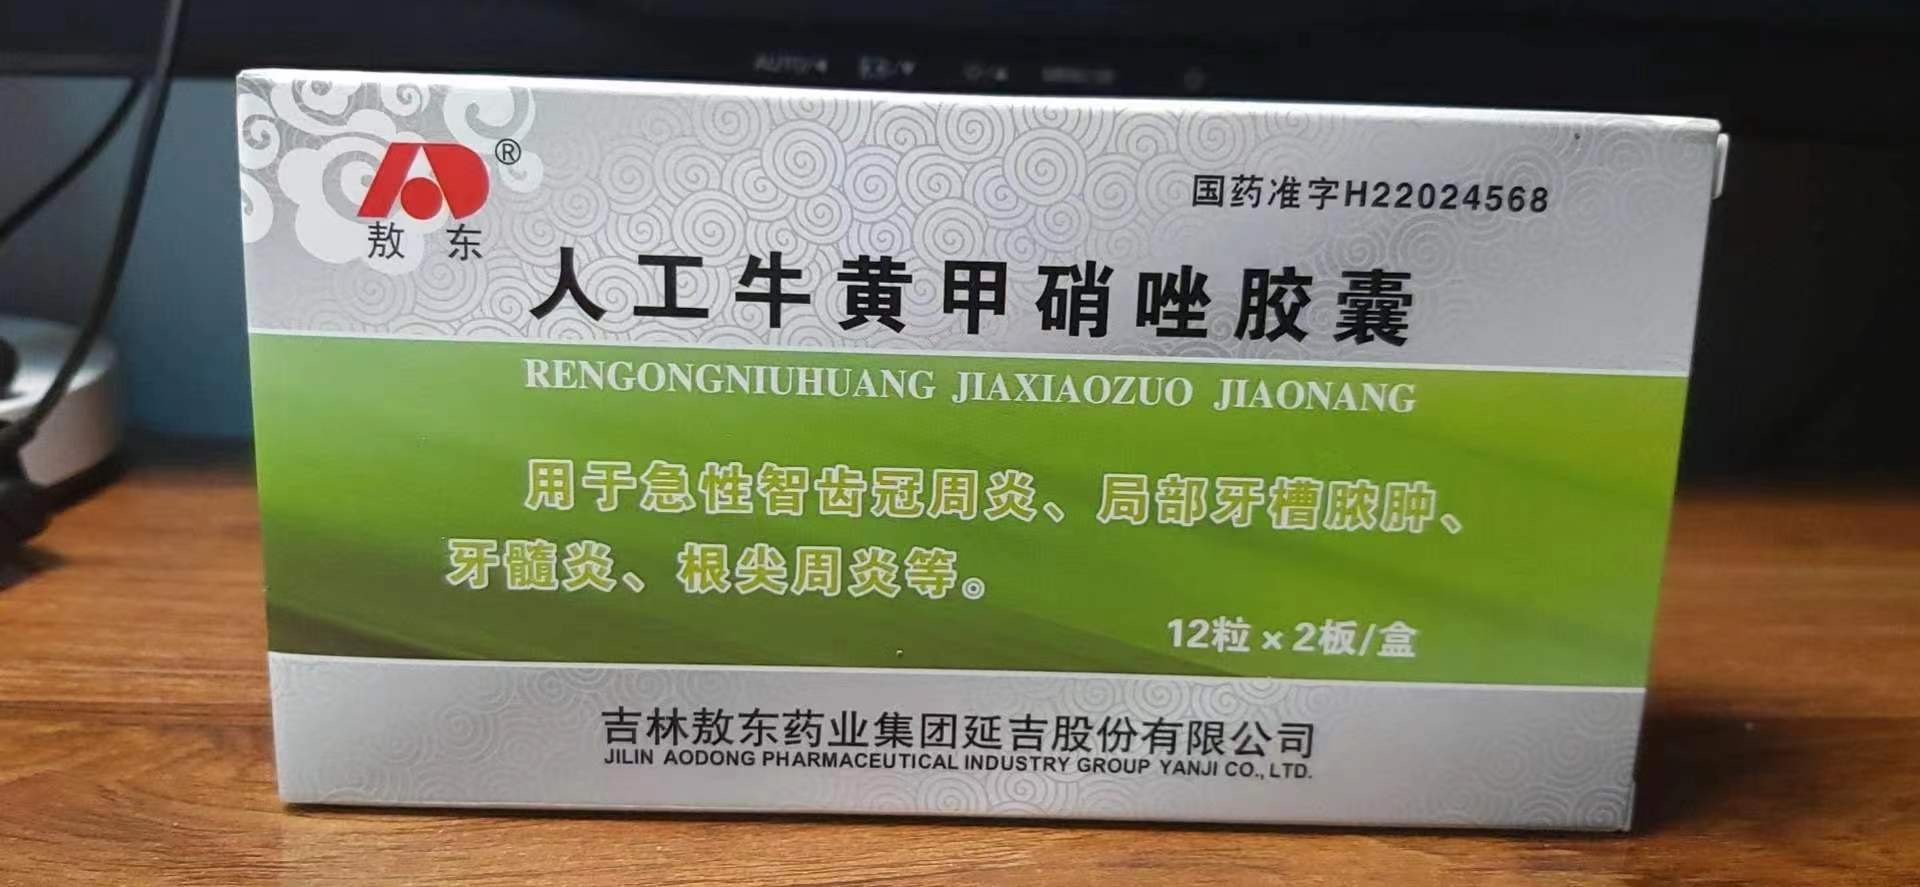 AUTO/◄
®
敖东
国药准字H22024568
人工牛黄甲硝唑胶囊
RENGONGNIUHUANG JIAXIAOZUO JIAONANG
用于急性智齿冠周炎、局部牙槽脓肿、
牙髓炎、根尖周炎等。
12粒×2板/盒
吉林敖东药业集团延吉股份有限公司
JILIN AODONG PHARMACEUTICAL INDUSTRY GROUP YANJI CO., LTD.